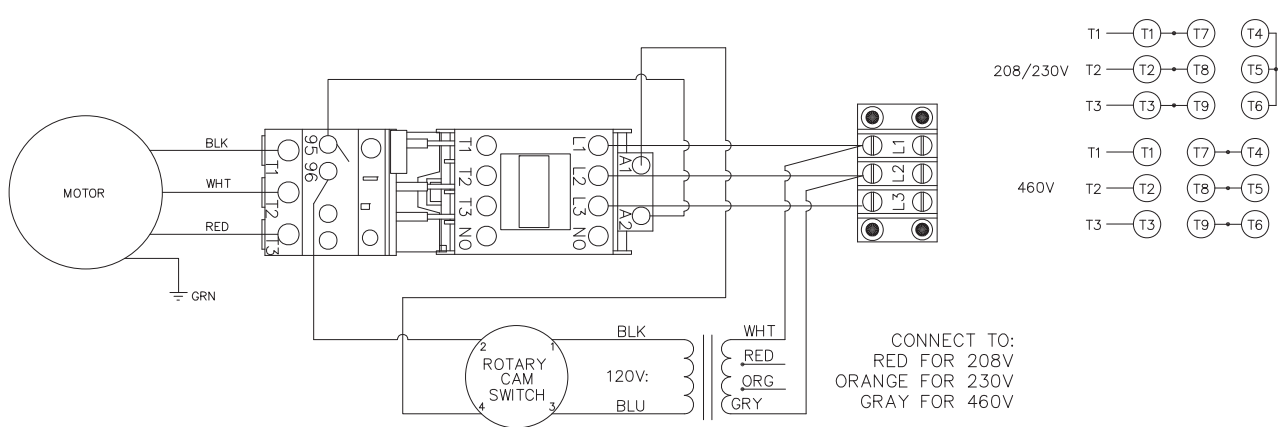 MOTOR
BLK
WHT
RED
GRN
T1
T2
T3
95
96
T1
T2
T3
NO
L1
L2
L3
NO
A1
A2
L1
L2
L3
2
1
ROTARY
CAM
SWITCH
4
3
BLK
120V:
BLU
WHT
RED
ORG
GRY
CONNECT TO:
RED FOR 208V
ORANGE FOR 230V
GRAY FOR 460V
T1 T1 T7 T4
208/230V T2 T2 T8 T5
T3 T3 T9 T6
T1 T1 T7 T4
460V T2 T2 T8 T5
T3 T3 T9 T6